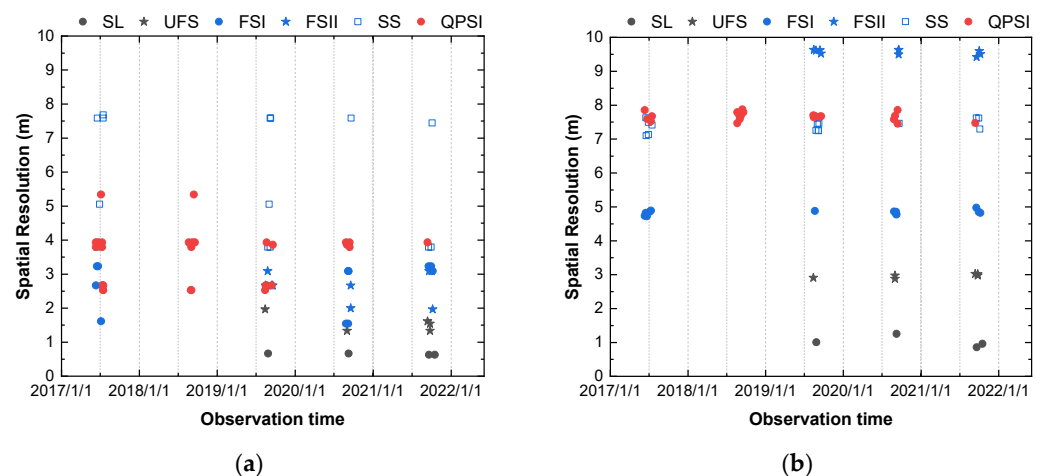 SL UFS FSI FSII SS QPSI
10
9
8
7
6
5
4
3
2
1
0
Spatial Resolution (m)
2017/1/1 2018/1/1 2019/1/1 2020/1/1 2021/1/1 2022/1/1
Observation time
(a)
SL UFS FSI FSII SS QPSI
10
9
8
7
6
5
4
3
2
1
0
Spatial Resolution (m)
2017/1/1 2018/1/1 2019/1/1 2020/1/1 2021/1/1 2022/1/1
Observation time
(b)